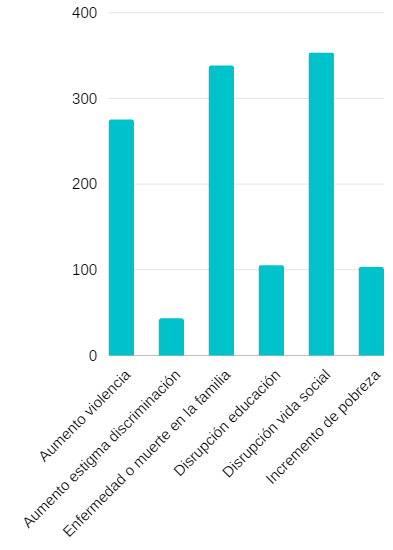 400
300
200
100
0
Aumento violencia
Aumento estigma discriminación
Enfermedad o muerte en la familia
Disrupción educación
Disrupción vida social
Incremento de pobreza